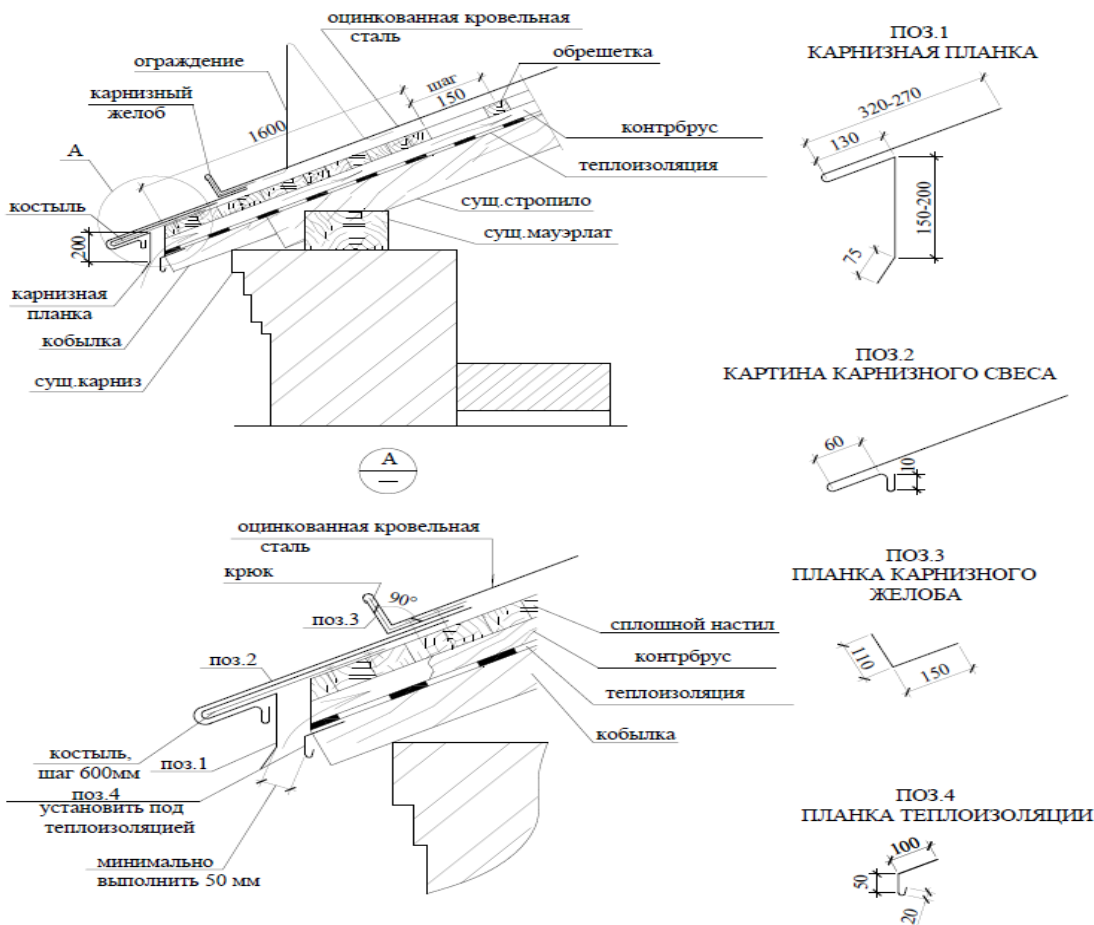 оцинкованная кровельная
сталь
ограждение
карнизный
желоб
обрешетка
шаг
150
1600
контрбрус
теплоизоляция
А
костыль
200
сущ.стропило
сущ.мауэрлат
карнизная
планка
кобылка
сущ.карниз
ПОЗ.1
КАРНИЗНАЯ ПЛАНКА
320-270
130
150-200
75
ПОЗ.2
КАРТИНА КАРНИЗНОГО СВЕСА
60
10
А
оцинкованная кровельная
сталь
крюк
90°
поз.3
поз.2
сплошной настил
контрбрус
теплоизоляция
кобылка
костыль,
шаг 600мм
поз.1
поз.4
установить под
теплоизоляцией
минимально
выполнить 50 мм
ПОЗ.3
ПЛАНКА КАРНИЗНОГО
ЖЕЛОБА
110
150
ПОЗ.4
ПЛАНКА ТЕПЛОИЗОЛЯЦИИ
100
50
20